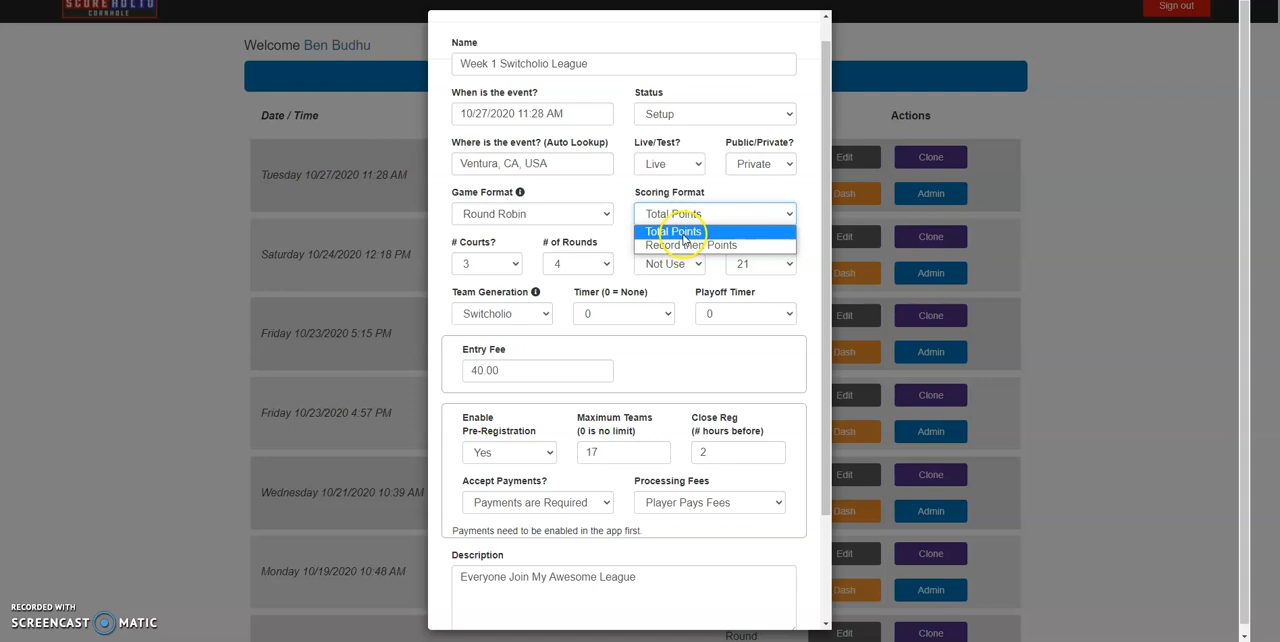 SCOREHOLIO
CORNHOLE
Sign out
Welcome Ben Budhu
Name
Week 1 Switcholio League
When is the event?
Status
10/27/2020 11:28 AM
Setup
Where is the event? (Auto Lookup)
Live/Test?
Public/Private?
Ventura, CA, USA
Live
Private
Game Format
Scoring Format
Round Robin
Total Points
Total Points
Record then Points
# Courts?
# of Rounds
3
4
Not Use
21
Team Generation
Timer (0 = None)
Playoff Timer
Switcholio
0
0
Entry Fee
40.00
Enable
Pre-Registration
Maximum Teams
(0 is no limit)
Close Reg
(# hours before)
Yes
17
2
Accept Payments?
Processing Fees
Payments are Required
Player Pays Fees
Payments need to be enabled in the app first.
Description
Everyone Join My Awesome League
Date / Time
Actions
Tuesday 10/27/2020 11:28 AM
Edit
Clone
Dash
Admin
Saturday 10/24/2020 12:18 PM
Edit
Clone
Dash
Admin
Friday 10/23/2020 5:15 PM
Edit
Clone
Dash
Admin
Friday 10/23/2020 4:57 PM
Edit
Clone
Dash
Admin
Wednesday 10/21/2020 10:39 AM
Edit
Clone
Dash
Admin
Monday 10/19/2020 10:48 AM
Edit
Clone
Dash
Admin
Round
Edit
Clone
RECORDED WITH
SCREENCAST MATIC